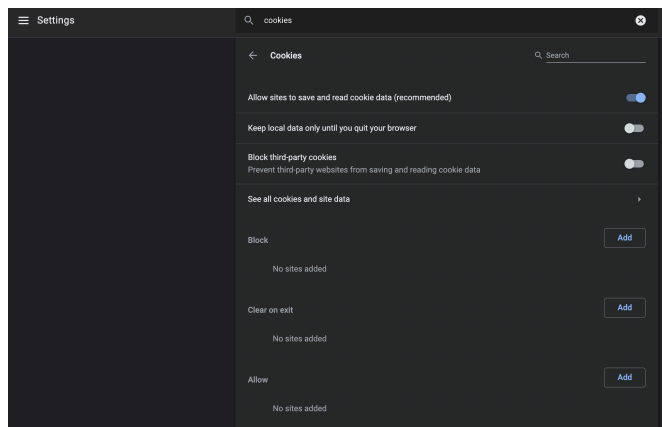 Settings
cookies
Cookies
Search
Allow sites to save and read cookie data (recommended)
Keep local data only until you quit your browser
Block third-party cookies
Prevent third-party websites from saving and reading cookie data
See all cookies and site data
Block
Add
No sites added
Clear on exit
Add
No sites added
Allow
Add
No sites added